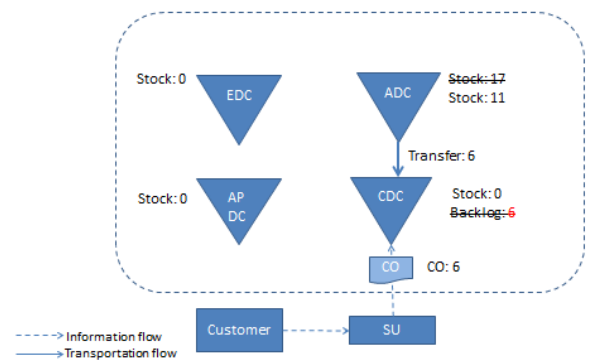 Stock: 0
EDC
ADC
Stock: 17
Stock: 11
Transfer: 6
Stock: 0
AP
DC
CDC
Stock: 0
Backlog: 6
CO
CO: 6
Customer
SU
Information flow
Transportation flow